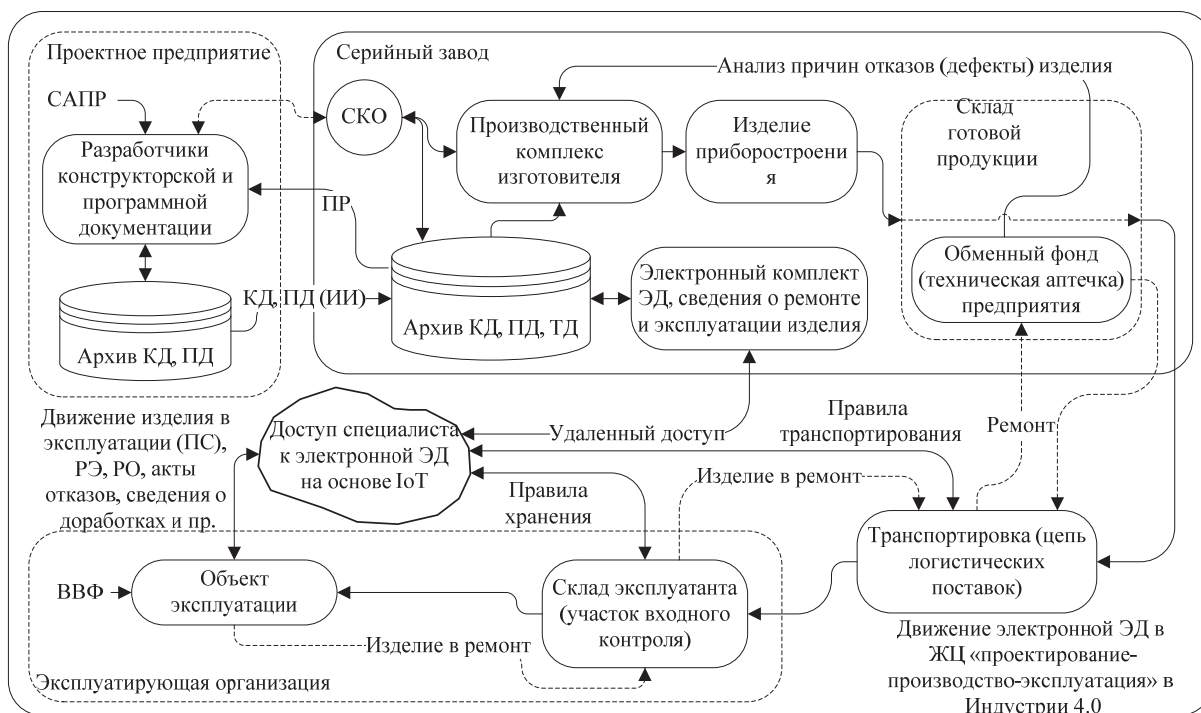 Проектное предприятие
САПР
Разработчики
конструкторской и
программной
документации
Архив КД, ПД
КД, ПД (ИИ)
ПР
Серийный завод
СКО
Производственный
комплекс
изготовителя
Изделие
приборостроени
я
Анализ причин отказов (дефекты) изделия
Склад
готовой
продукции
Обменный фонд
(техническая аптечка)
предприятия
Архив КД, ПД, ТД
Электронный комплект
ЭД, сведения о ремонте
и эксплуатации изделия
Движение изделия в
эксплуатации (ПС),
РЭ, РО, акты
отказов, сведения о
доработках и пр.
Доступ специалиста
к электронной ЭД
на основе IoT
Удаленный доступ
Правила
транспортирования
Ремонт
Правила
хранения
Изделие в ремонт
Транспортировка (цепь
логистических
поставок)
ВВФ
Объект
эксплуатации
Склад эксплуатанта
(участок входного
контроля)
Изделие в ремонт
Эксплуатирующая организация
Движение электронной ЭД в
ЖЦ «проектирование-
производство-эксплуатация» в
Индустрии 4.0